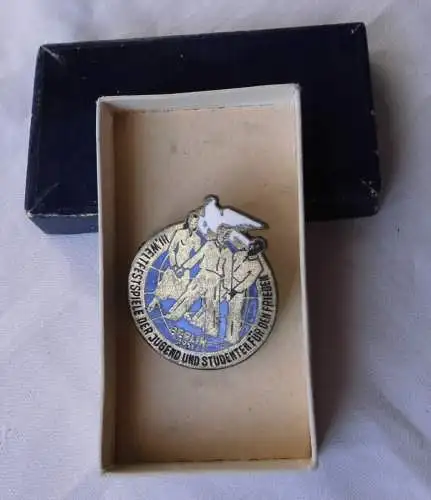 III. WELTFESTSPIELE DER JUGEND UND STUDENTEN FÜR DEN FRIEDEN
BERLIN
1951